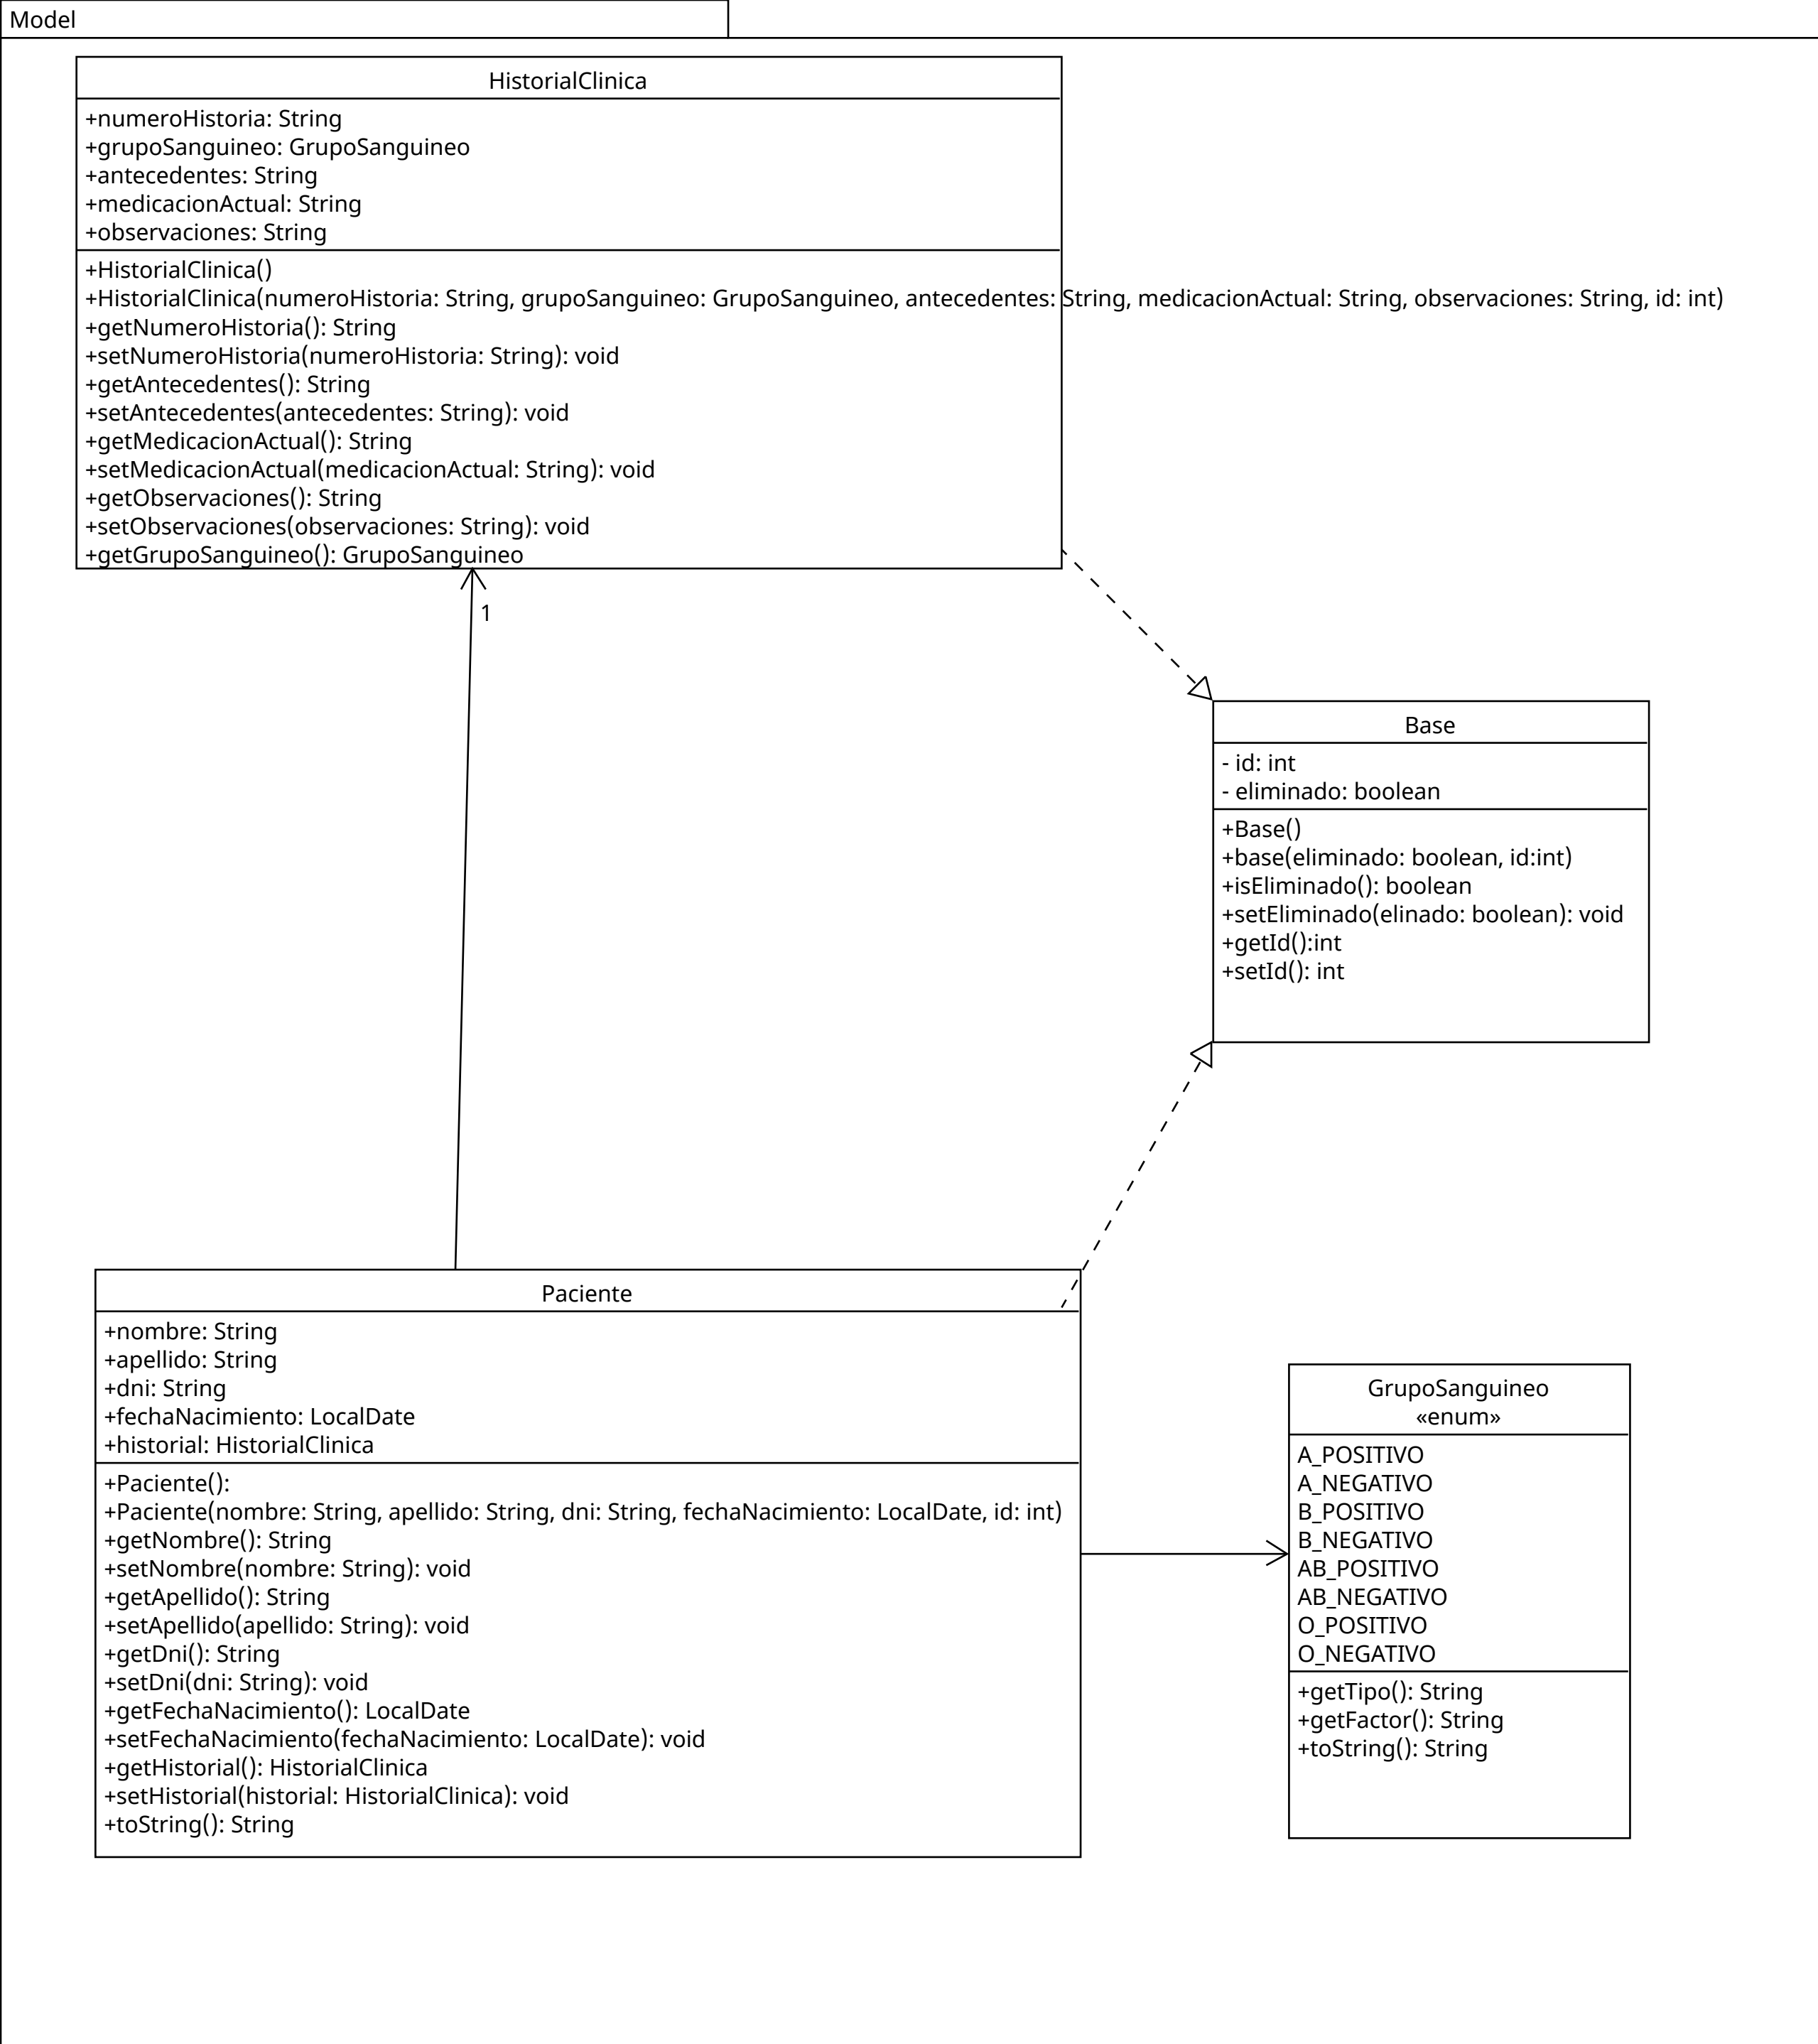 Model
HistorialClinica
+numeroHistoria: String
+grupoSanguineo: GrupoSanguineo
+antecedentes: String
+medicacionActual: String
+observaciones: String
+HistorialClinica()
+HistorialClinica(numeroHistoria: String, grupoSanguineo: GrupoSanguineo, antecedentes: String, medicacionActual: String, observaciones: String, id: int)
+getNumeroHistoria(): String
+setNumeroHistoria(numeroHistoria: String): void
+getAntecedentes(): String
+setAntecedentes(antecedentes: String): void
+getMedicacionActual(): String
+setMedicacionActual(medicacionActual: String): void
+getObservaciones(): String
+setObservaciones(observaciones: String): void
+getGrupoSanguineo(): GrupoSanguineo
1
Base
- id: int
- eliminado: boolean
+Base()
+base(eliminado: boolean, id:int)
+isEliminado(): boolean
+setEliminado(elinado: boolean): void
+getId():int
+setId(): int
Paciente
+nombre: String
+apellido: String
+dni: String
+fechaNacimiento: LocalDate
+historial: HistorialClinica
+Paciente():
+Paciente(nombre: String, apellido: String, dni: String, fechaNacimiento: LocalDate, id: int)
+getNombre(): String
+setNombre(nombre: String): void
+getApellido(): String
+setApellido(apellido: String): void
+getDni(): String
+setDni(dni: String): void
+getFechaNacimiento(): LocalDate
+setFechaNacimiento(fechaNacimiento: LocalDate): void
+getHistorial(): HistorialClinica
+setHistorial(historial: HistorialClinica): void
+toString(): String
GrupoSanguineo
«enum»
A_POSITIVO
A_NEGATIVO
B_POSITIVO
B_NEGATIVO
AB_POSITIVO
AB_NEGATIVO
O_POSITIVO
O_NEGATIVO
+getTipo(): String
+getFactor(): String
+toString(): String